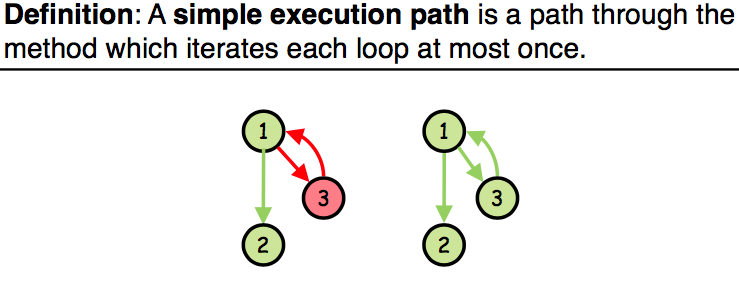 Definition: A simple execution path is a path through the
method which iterates each loop at most once.
1 1
3 3
2 2